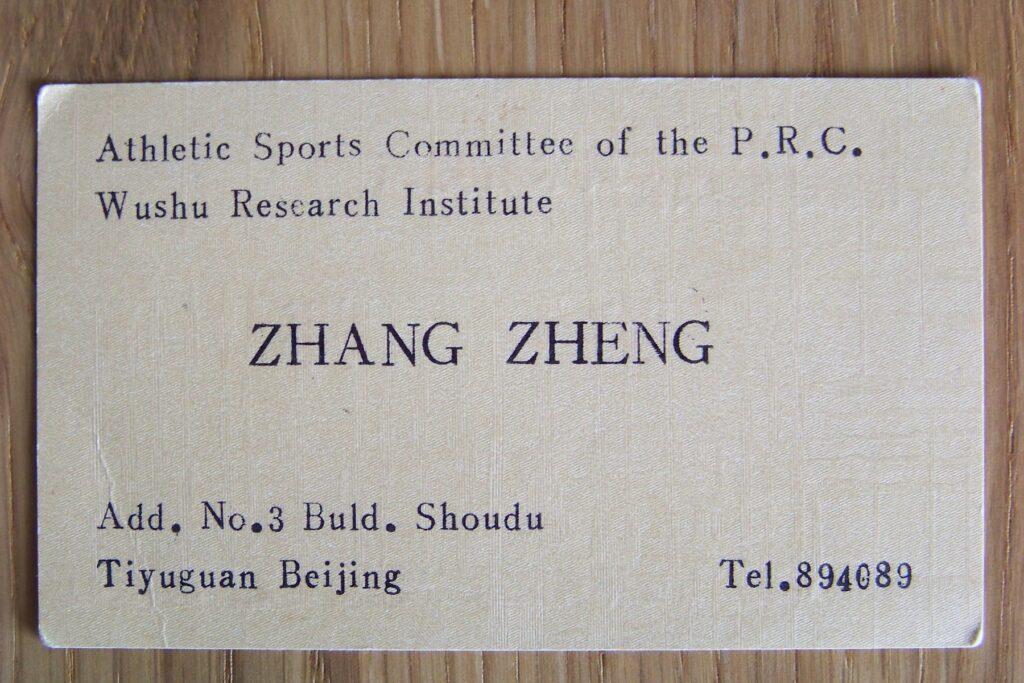 Athletic Sports Committee of the P.R.C.
Wushu Research Institute
ZHANG ZHENG
Add. No.3 Buld. Shoudu
Tiyuguan Beijing
Tel.894089